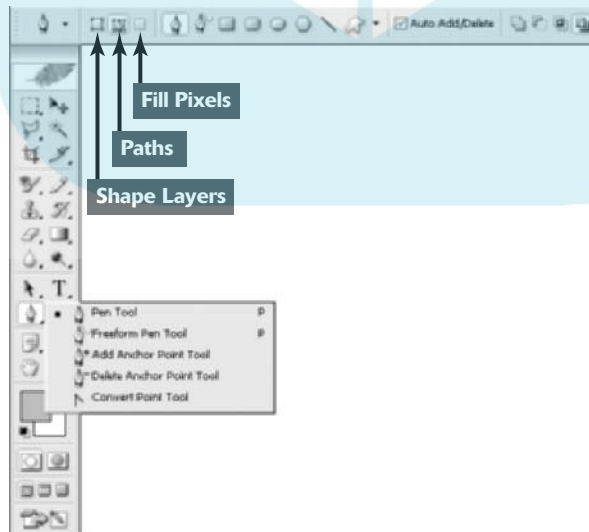 Auto Add/Delete
Fill Pixels
Paths
Shape Layers
T
Pen Tool P
Freeform Pen Tool P
Add Anchor Point Tool
Delete Anchor Point Tool
Convert Point Tool